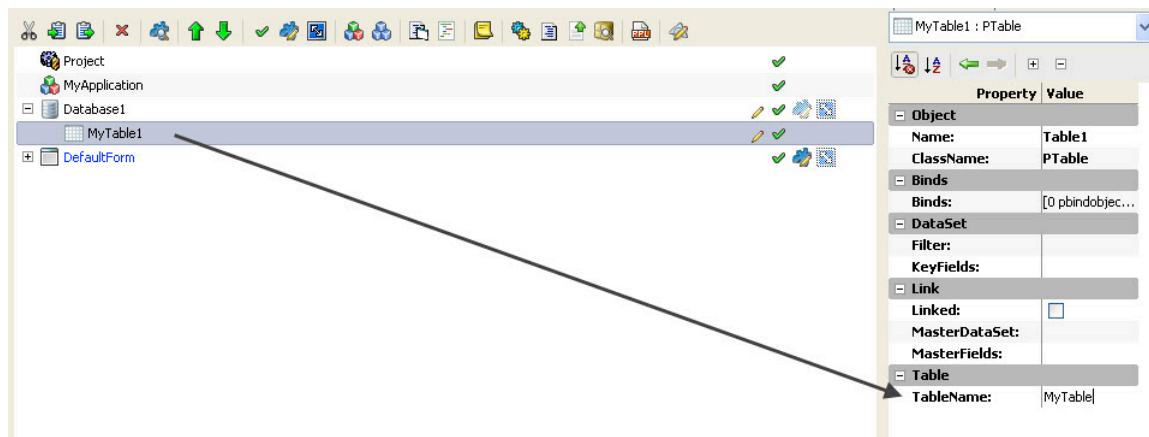 MyTable1 : PTable
Project
MyApplication
Database1
MyTable1
DefaultForm
Property Value
Object
Name: Table1
ClassName: PTable
Binds
Binds: [0 pbindobjec...
DataSet
Filter:
KeyFields:
Link
Linked:
MasterDataSet:
MasterFields:
Table
TableName: MyTable